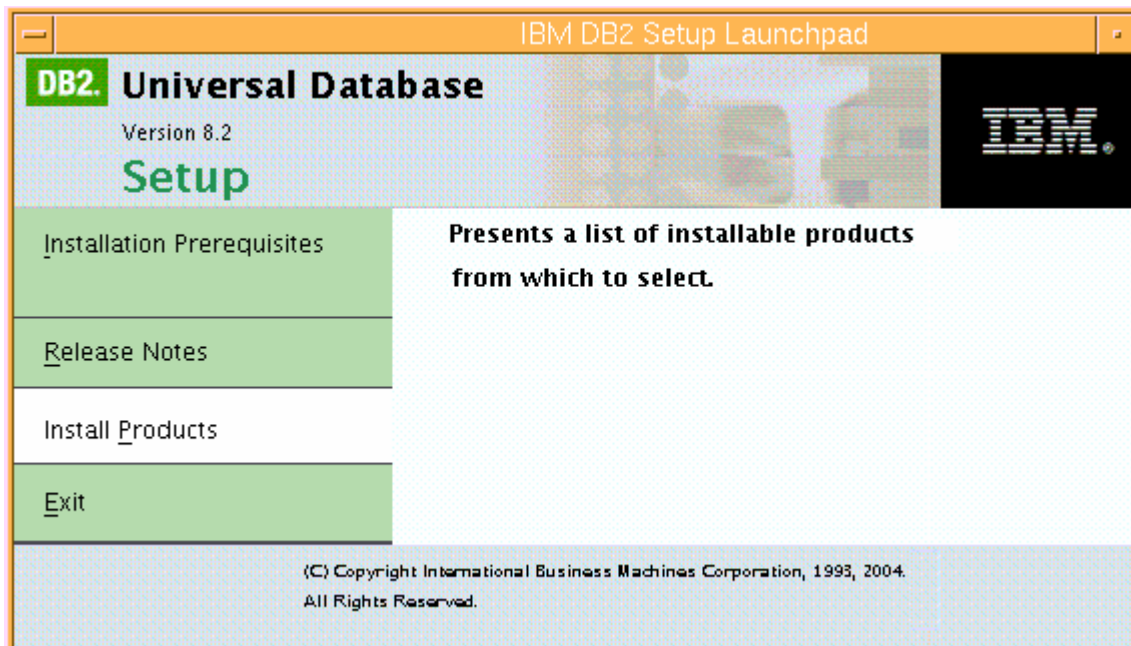 IBM DB2 Setup Launchpad
DB2. Universal Database
Version 8.2
Setup
IBM.
Installation Prerequisites
Release Notes
Install Products
Exit
Presents a list of installable products
from which to select.
(C) Copyright International Business Machines Corporation, 1993, 2004.
All Rights Reserved.